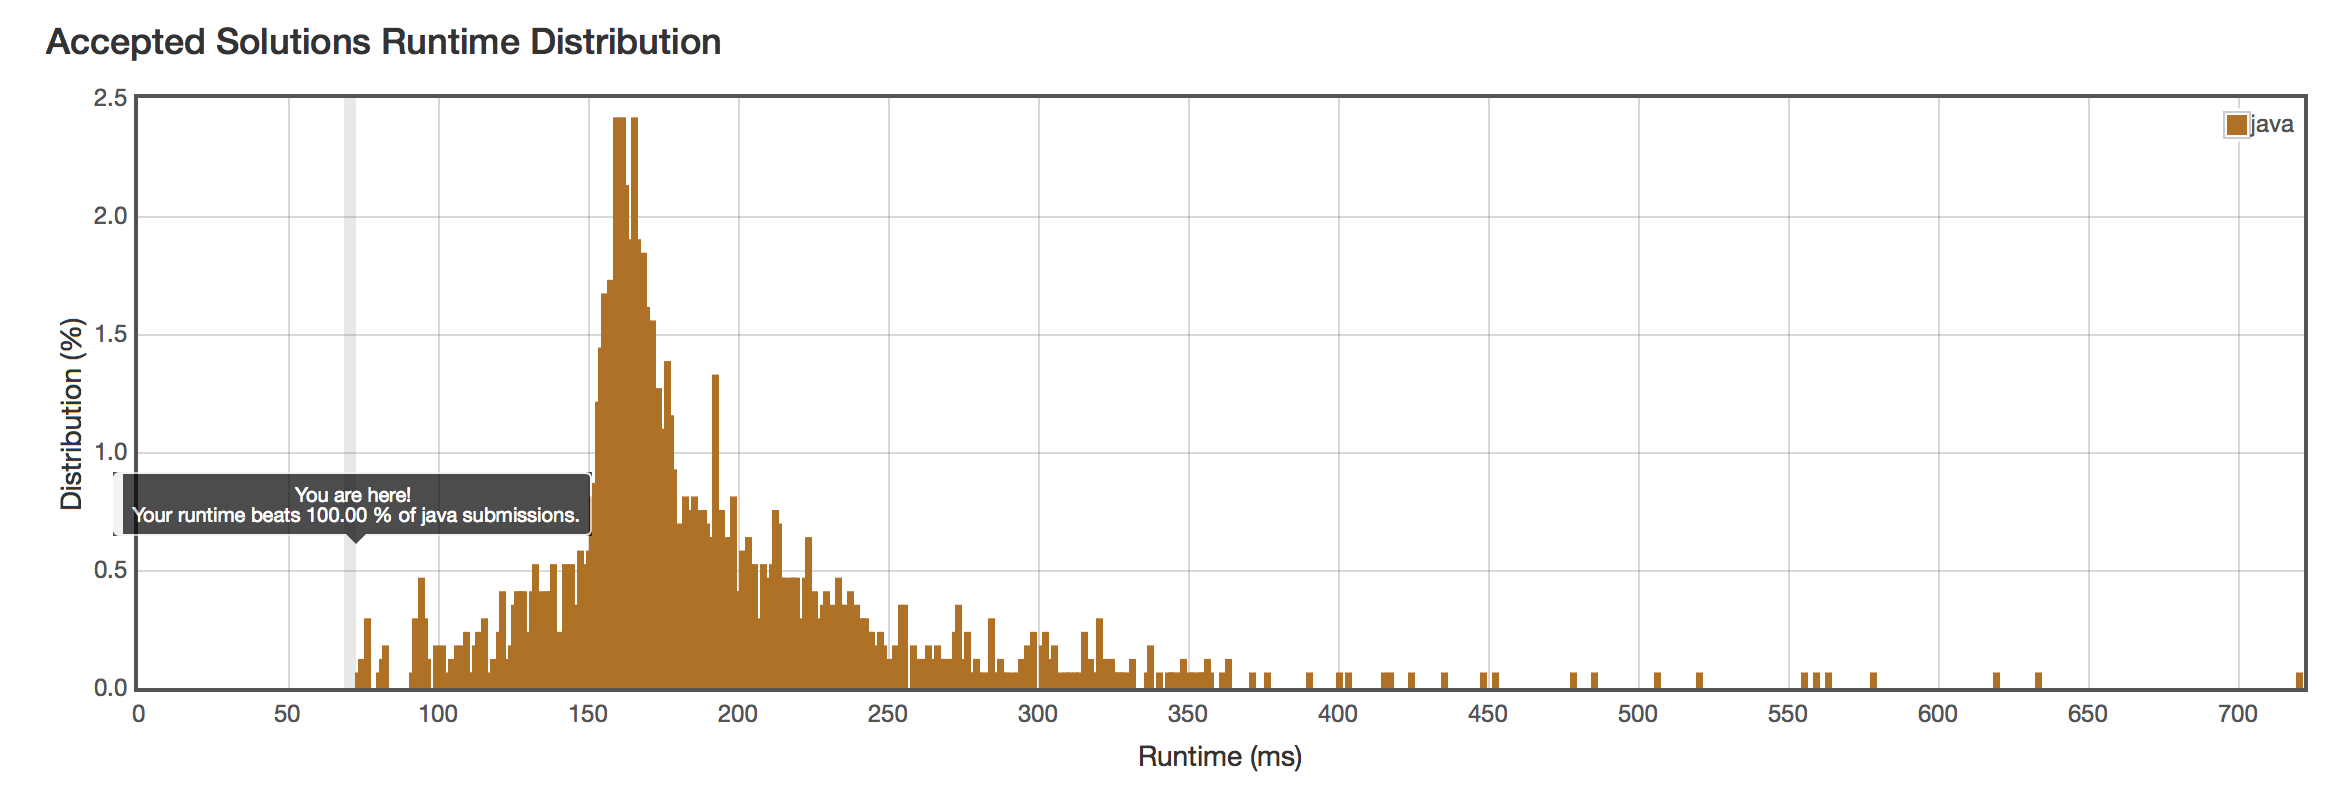 Accepted Solutions Runtime Distribution
2.5
2.0
1.5
1.0
0.5
0.0
Distribution (%)
java
You are here!
Your runtime beats 100.00 % of java submissions.
0 50 100 150 200 250 300 350 400 450 500 550 600 650 700
Runtime (ms)